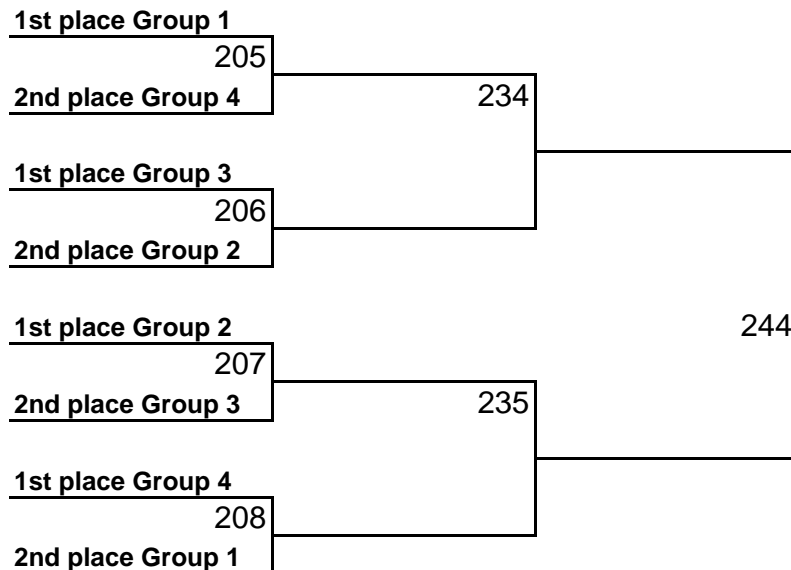 1st place Group 1
205
2nd place Group 4
234
1st place Group 3
206
2nd place Group 2
1st place Group 2
244
207
2nd place Group 3
235
1st place Group 4
208
2nd place Group 1